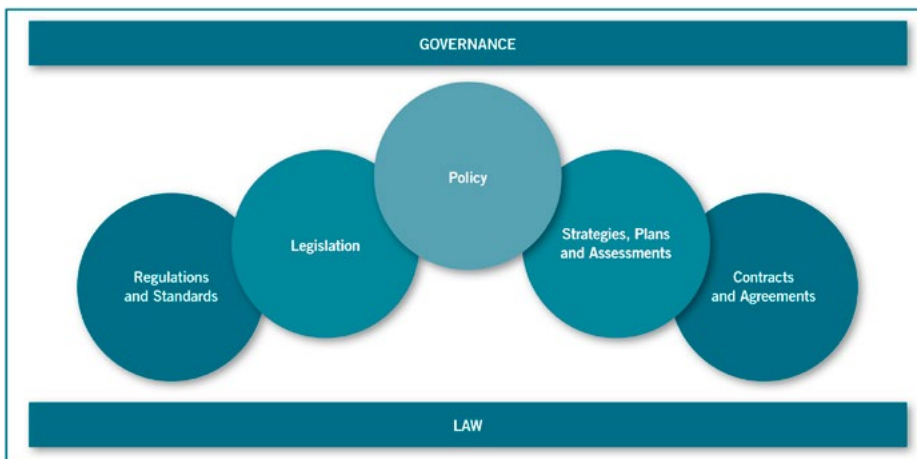 GOVERNANCE
Policy
Legislation
Strategies, Plans
and Assessments
Regulations
and Standards
Contracts
and Agreements
LAW